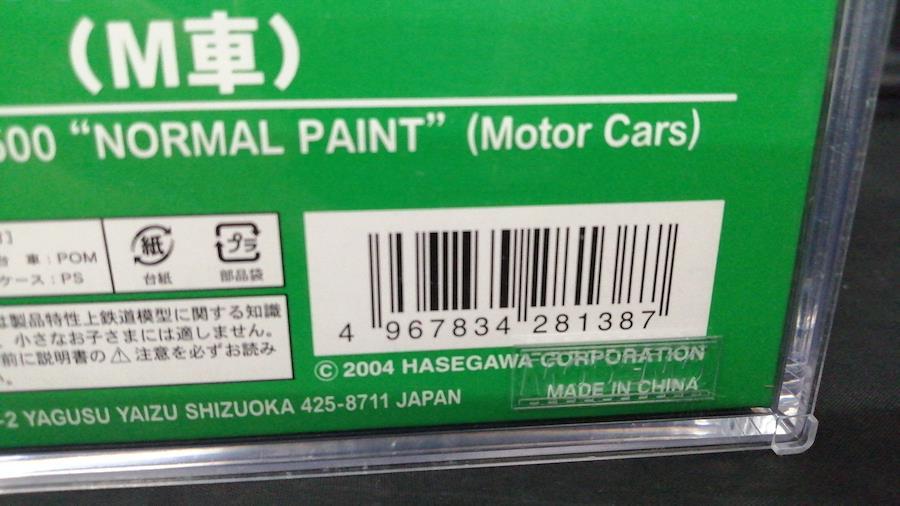 （M車）
500 “NORMAL PAINT” (Motor Cars)
台　車：POM
ケース：PS
紙
台紙
プラ
部品袋
は製品特性上鉄道模型に関する知識
、小さなお子さまには適しません。
前に説明書の⚠注意を必ずお読み
4 967834 281387
© 2004 HASEGAWA CORPORATION
MADE IN CHINA
-2 YAGUSU YAIZU SHIZUOKA 425-8711 JAPAN